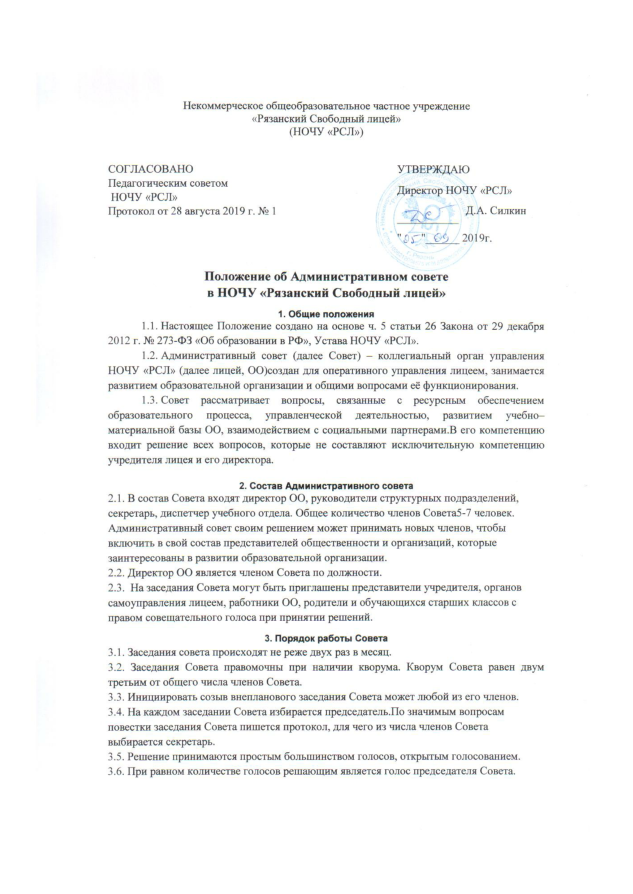 Некоммерческое общеобразовательное частное учреждение
«Рязанский Свободный лицей»
(НОЧУ «РСЛ»)
СОГЛАСОВАНО
Педагогическим советом
НОЧУ «РСЛ»
Протокол от 28 августа 2019 г. № 1
УТВЕРЖДАЮ
Директор НОЧУ «РСЛ»
Д.А. Силкин
"05" 09 2019г.
Положение об Административном совете
в НОЧУ «Рязанский Свободный лицей»
1. Общие положения
1.1. Настоящее Положение создано на основе ч. 5 статьи 26 Закона от 29 декабря
2012 г. № 273-ФЗ «Об образовании в РФ», Устава НОЧУ «РСЛ».
1.2. Административный совет (далее Совет) – коллегиальный орган управления
НОЧУ «РСЛ» (далее лицей, ОО)создан для оперативного управления лицеем, занимается
развитием образовательной организации и общими вопросами её функционирования.
1.3. Совет рассматривает вопросы, связанные с ресурсным обеспечением
образовательного процесса, управленческой деятельностью, развитием учебно–
материальной базы ОО, взаимодействием с социальными партнерами.В его компетенцию
входит решение всех вопросов, которые не составляют исключительную компетенцию
учредителя лицея и его директора.
2. Состав Административного совета
2.1. В состав Совета входят директор ОО, руководители структурных подразделений,
секретарь, диспетчер учебного отдела. Общее количество членов Совета5-7 человек.
Административный совет своим решением может принимать новых членов, чтобы
включить в свой состав представителей общественности и организаций, которые
заинтересованы в развитии образовательной организации.
2.2. Директор ОО является членом Совета по должности.
2.3. На заседания Совета могут быть приглашены представители учредителя, органов
самоуправления лицеем, работники ОО, родители и обучающихся старших классов с
правом совещательного голоса при принятии решений.
3. Порядок работы Совета
3.1. Заседания совета происходят не реже двух раз в месяц.
3.2. Заседания Совета правомочны при наличии кворума. Кворум Совета равен двум
третьим от общего числа членов Совета.
3.3. Инициировать созыв внепланового заседания Совета может любой из его членов.
3.4. На каждом заседании Совета избирается председатель.По значимым вопросам
повестки заседания Совета пишется протокол, для чего из числа членов Совета
выбирается секретарь.
3.5. Решение принимаются простым большинством голосов, открытым голосованием.
3.6. При равном количестве голосов решающим является голос председателя Совета.